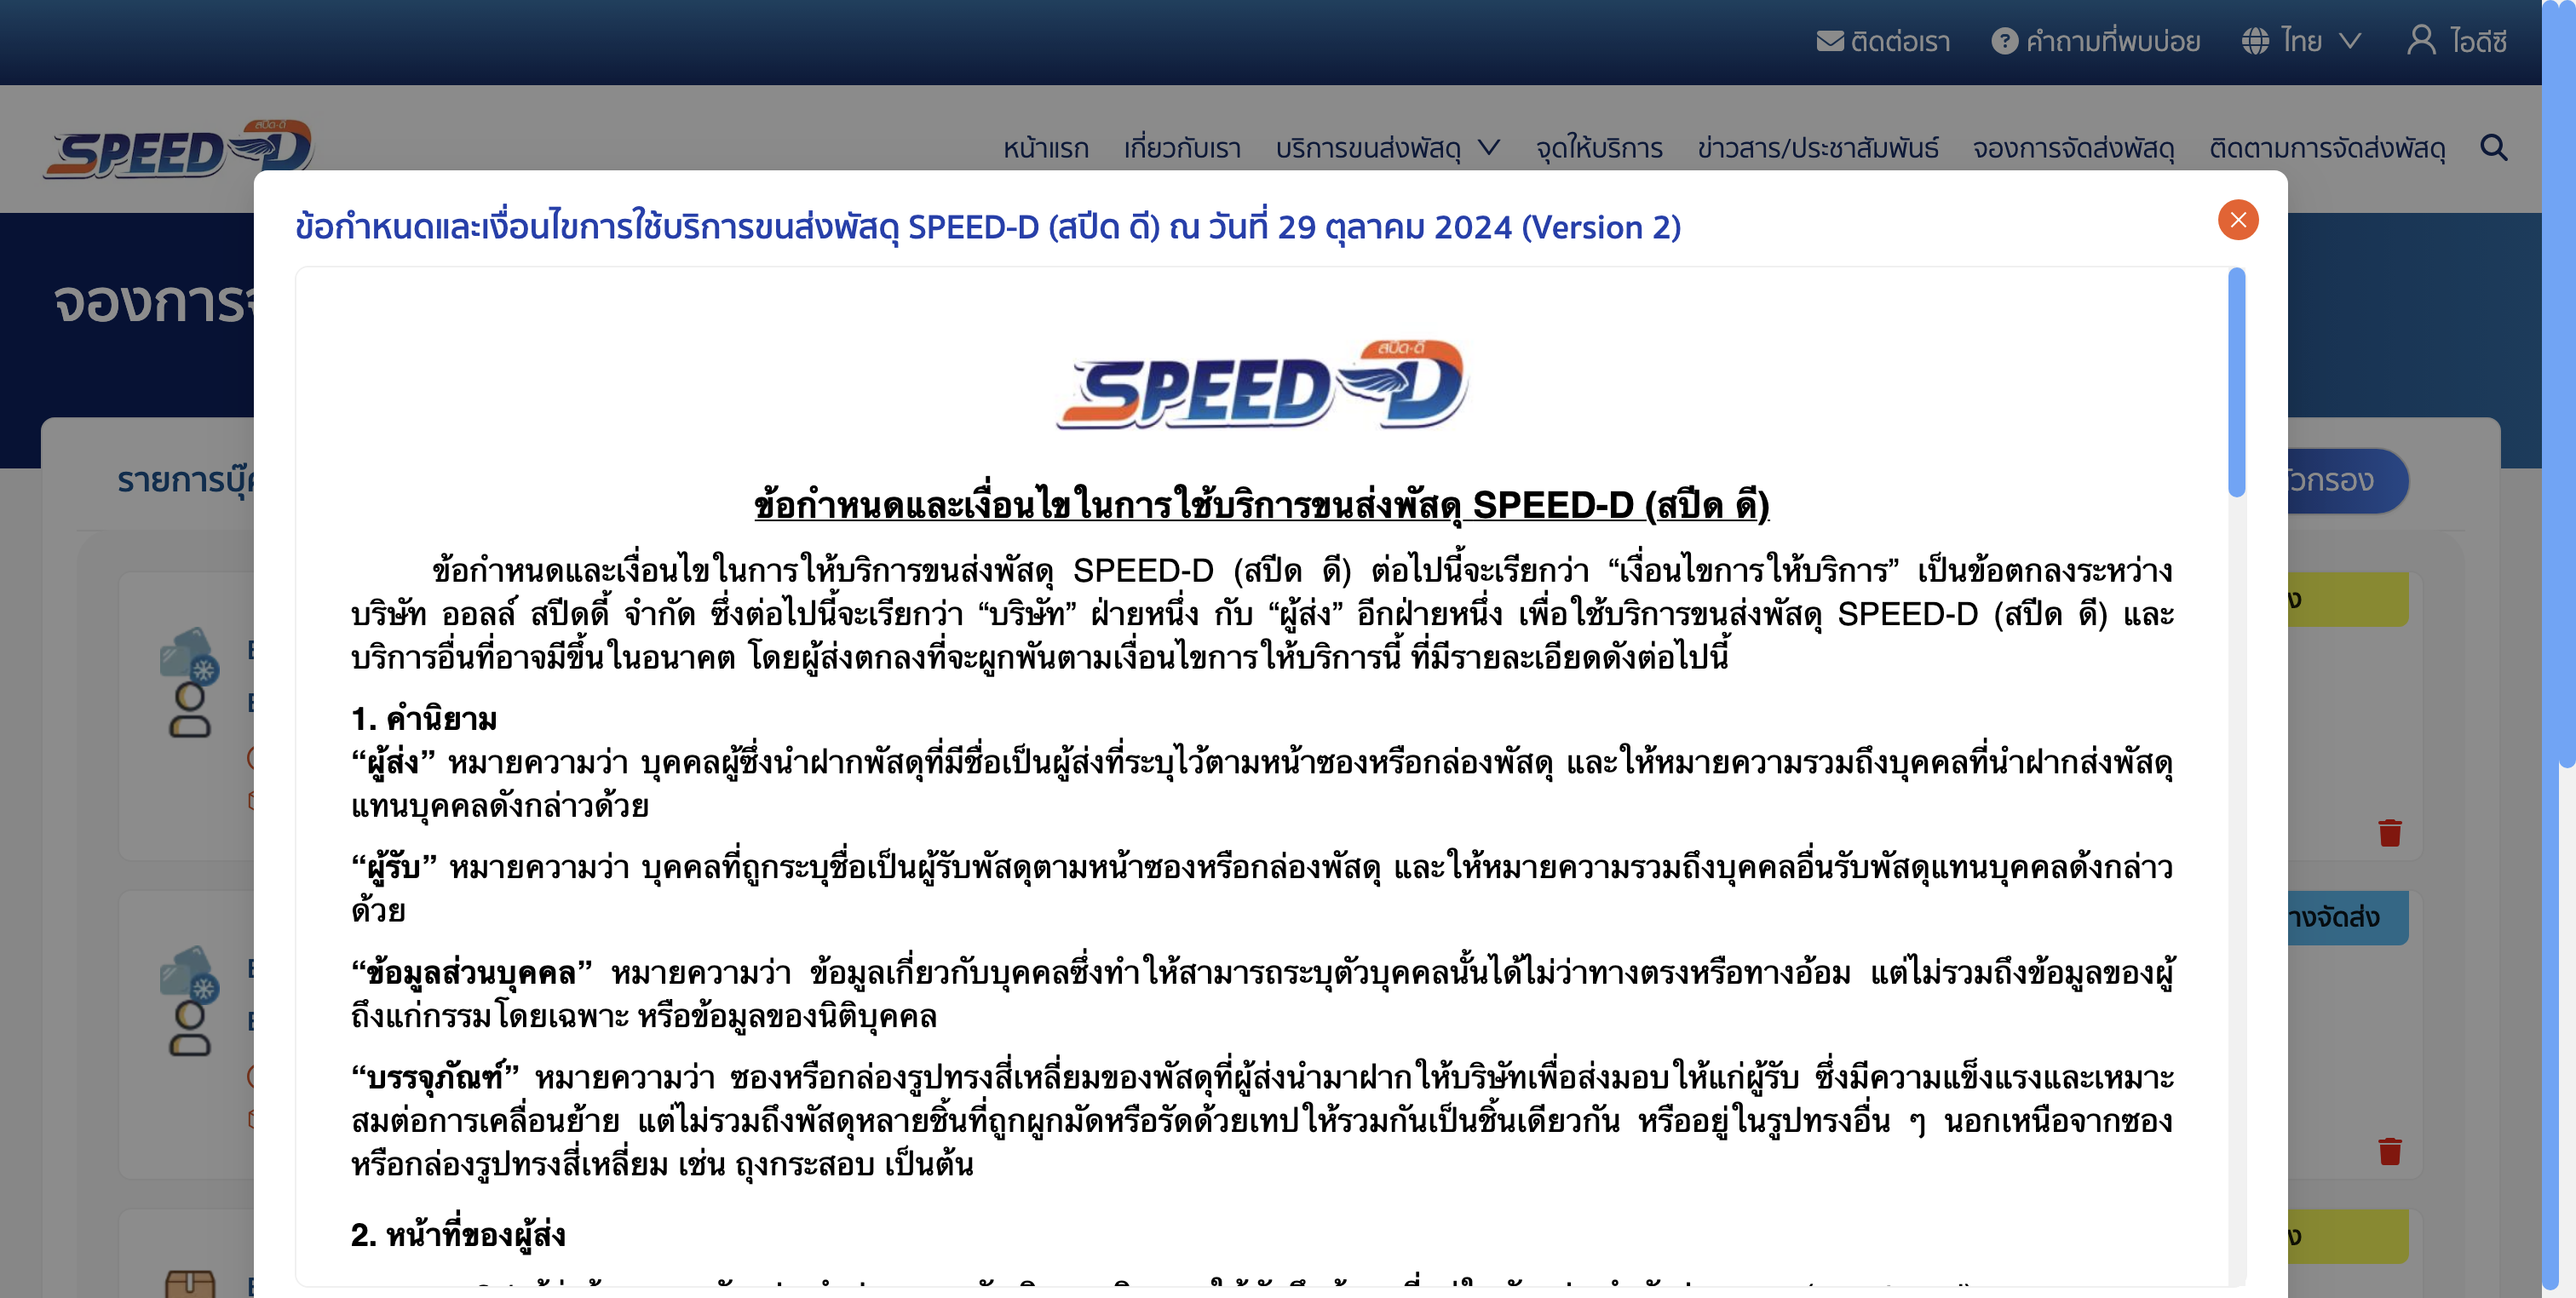 ติดต่อเรา คำถามที่พบบ่อย ไทย ไอดีซี
สปีด-ดี
SPEED-D
หน้าแรก เกี่ยวกับเรา บริการขนส่งพัสดุ จุดให้บริการ ข่าวสาร/ประชาสัมพันธ์ จองการจัดส่งพัสดุ ติดตามการจัดส่งพัสดุ
ข้อกำหนดและเงื่อนไขการใช้บริการขนส่งพัสดุ SPEED-D (สปีด ดี) ณ วันที่ 29 ตุลาคม 2024 (Version 2)
จองการจ
สปีด-ดี
SPEED-D
รายการบุ๊ค
ตัวกรอง
ข้อกำหนดและเงื่อนไขในการใช้บริการขนส่งพัสดุ SPEED-D (สปีด ดี)
ข้อกำหนดและเงื่อนไขในการให้บริการขนส่งพัสดุ SPEED-D (สปีด ดี) ต่อไปนี้จะเรียกว่า “เงื่อนไขการให้บริการ” เป็นข้อตกลงระหว่าง
บริษัท ออลล์ สปีดดี้ จำกัด ซึ่งต่อไปนี้จะเรียกว่า “บริษัท” ฝ่ายหนึ่ง กับ “ผู้ส่ง” อีกฝ่ายหนึ่ง เพื่อใช้บริการขนส่งพัสดุ SPEED-D (สปีด ดี) และ
บริการอื่นที่อาจมีขึ้นในอนาคต โดยผู้ส่งตกลงที่จะผูกพันตามเงื่อนไขการให้บริการนี้ ที่มีรายละเอียดดังต่อไปนี้
1. คำนิยาม
“ผู้ส่ง” หมายความว่า บุคคลผู้ซึ่งนำฝากพัสดุที่มีชื่อเป็นผู้ส่งที่ระบุไว้ตามหน้าซองหรือกล่องพัสดุ และให้หมายความรวมถึงบุคคลที่นำฝากส่งพัสดุ
แทนบุคคลดังกล่าวด้วย
“ผู้รับ” หมายความว่า บุคคลที่ถูกระบุชื่อเป็นผู้รับพัสดุตามหน้าซองหรือกล่องพัสดุ และให้หมายความรวมถึงบุคคลอื่นรับพัสดุแทนบุคคลดังกล่าว
ด้วย
างจัดส่ง
“ข้อมูลส่วนบุคคล” หมายความว่า ข้อมูลเกี่ยวกับบุคคลซึ่งทำให้สามารถระบุตัวบุคคลนั้นได้ไม่ว่าทางตรงหรือทางอ้อม แต่ไม่รวมถึงข้อมูลของผู้
ถึงแก่กรรมโดยเฉพาะ หรือข้อมูลของนิติบุคคล
“บรรจุภัณฑ์” หมายความว่า ซองหรือกล่องรูปทรงสี่เหลี่ยมของพัสดุที่ผู้ส่งนำมาฝากให้บริษัทเพื่อส่งมอบให้แก่ผู้รับ ซึ่งมีความแข็งแรงและเหมาะ
สมต่อการเคลื่อนย้าย แต่ไม่รวมถึงพัสดุหลายชิ้นที่ถูกผูกมัดหรือรัดด้วยเทปให้รวมกันเป็นชิ้นเดียวกัน หรืออยู่ในรูปทรงอื่น ๆ นอกเหนือจากซอง
หรือกล่องรูปทรงสี่เหลี่ยม เช่น ถุงกระสอบ เป็นต้น
2. หน้าที่ของผู้ส่ง